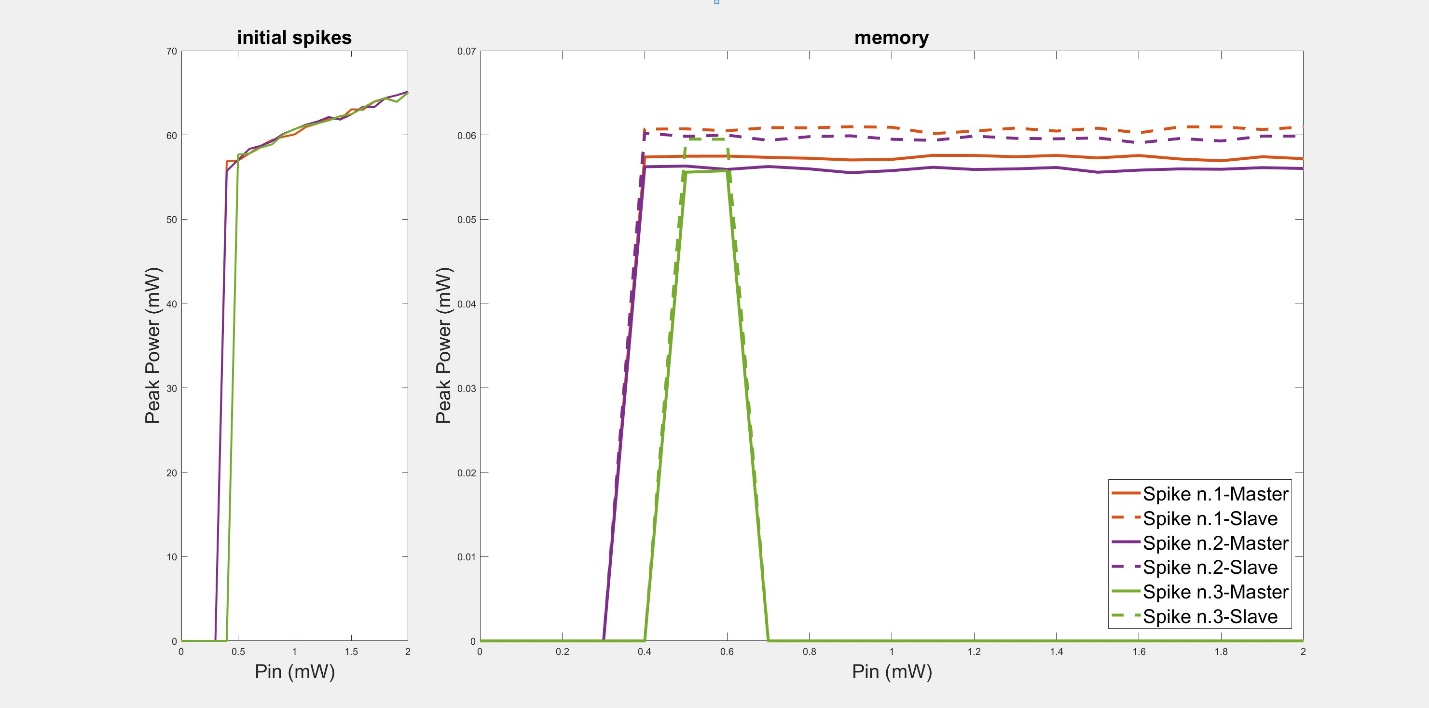 initial spikes
70
60
50
40
30
20
10
0
Peak Power (mW)
0
0.5
1
1.5
2
Pin (mW)
memory
0.07
0.06
0.05
0.04
0.03
0.02
0.01
0
Peak Power (mW)
0
0.2
0.4
0.6
0.8
1
1.2
1.4
1.6
1.8
2
Pin (mW)
Spike n.1-Master
Spike n.1-Slave
Spike n.2-Master
Spike n.2-Slave
Spike n.3-Master
Spike n.3-Slave